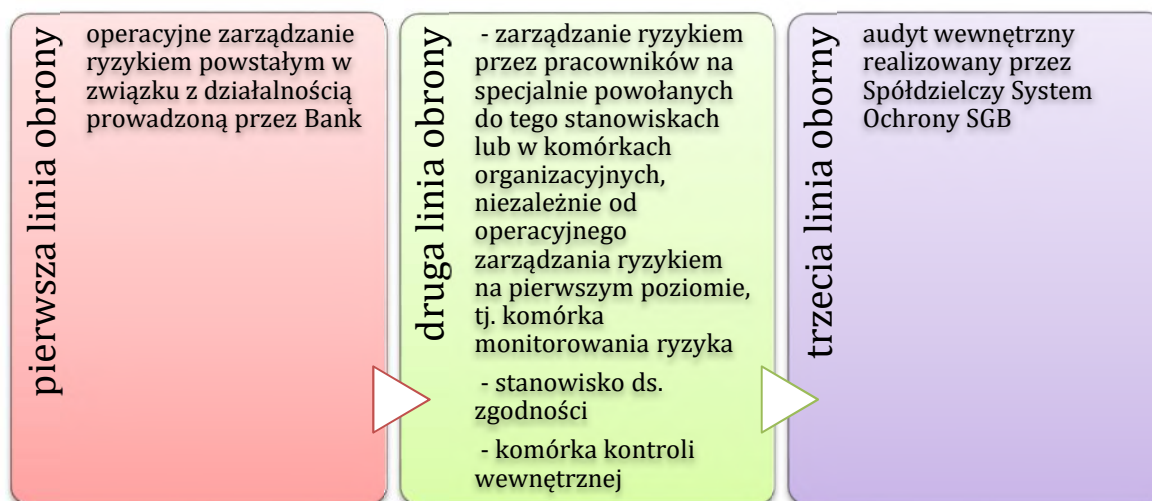 pierwsza linia obrony
operacyjne zarządzanie
ryzykiem powstałym w
związku z działalnością
prowadzoną przez Bank
druga linia obrony
- zarządzanie ryzykiem
przez pracowników na
specjalnie powołanych
do tego stanowiskach
lub w komórkach
organizacyjnych,
niezależnie od
operacyjnego
zarządzania ryzykiem
na pierwszym poziomie,
tj. komórka
monitorowania ryzyka
- stanowisko ds.
zgodności
- komórka kontroli
wewnętrznej
trzecia linia oborny
audyt wewnętrzny
realizowany przez
Spółdzielczy System
Ochrony SGB